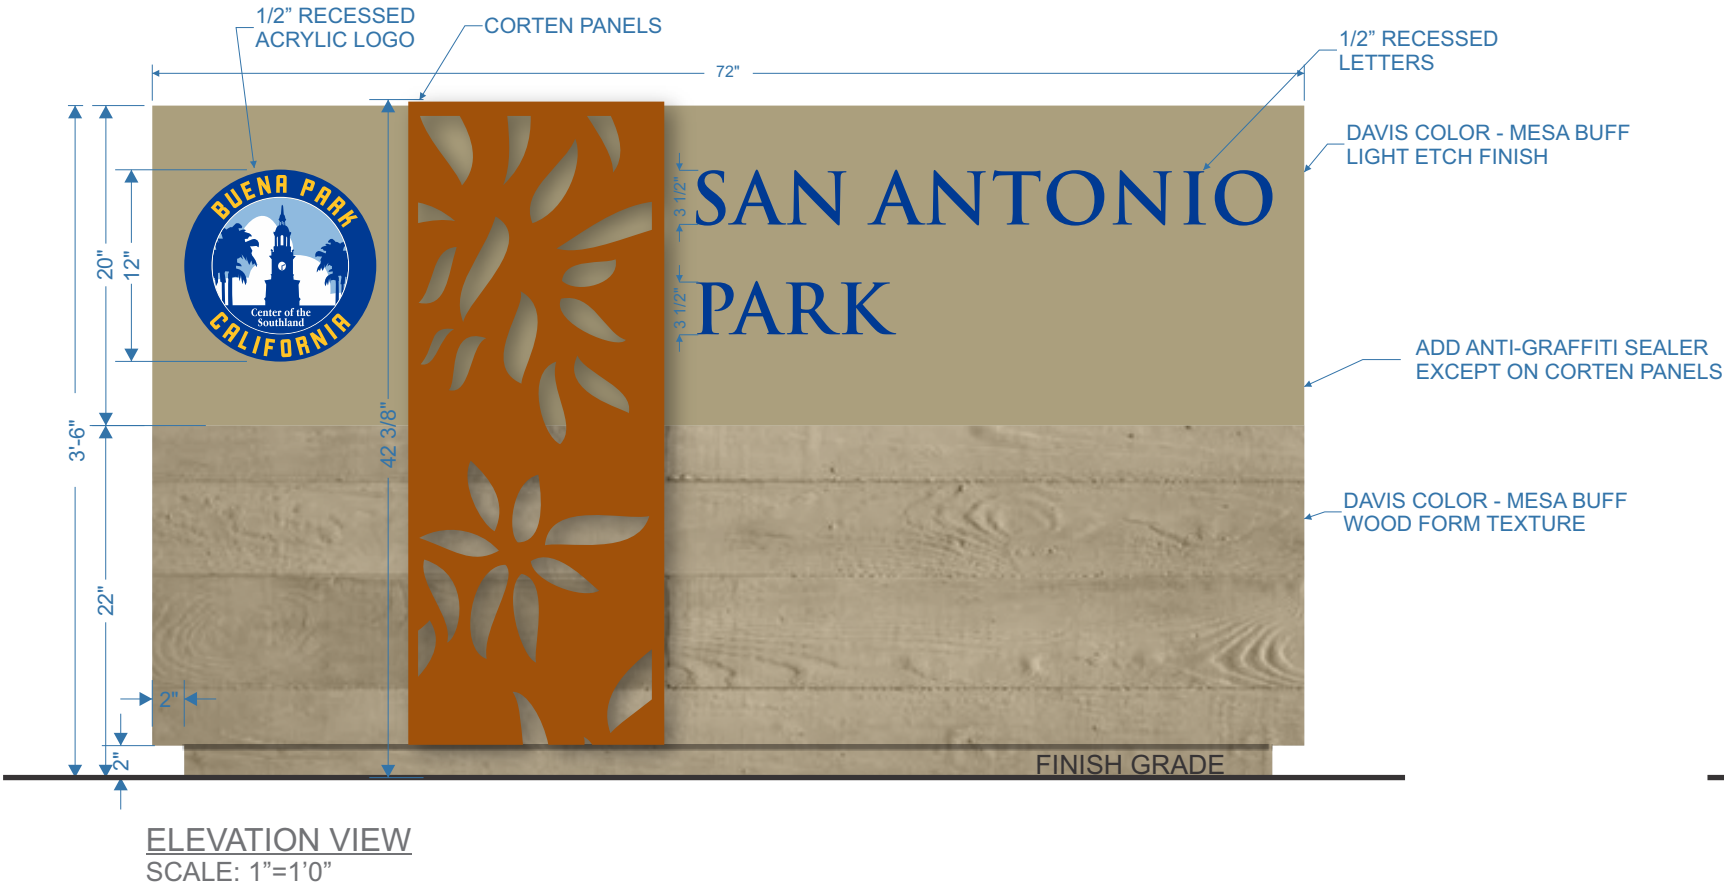 1/2” RECESSED
ACRYLIC LOGO
CORTEN PANELS
1/2” RECESSED
LETTERS
72"
DAVIS COLOR - MESA BUFF
LIGHT ETCH FINISH
BUENA PARK
Center of the
Southland
CALIFORNIA
SAN ANTONIO
PARK
3 1/2"
3 1/2"
20"
12"
ADD ANTI-GRAFFITI SEALER
EXCEPT ON CORTEN PANELS
3'-6"
42 3/8"
DAVIS COLOR - MESA BUFF
WOOD FORM TEXTURE
22"
2"
2"
FINISH GRADE
ELEVATION VIEW
SCALE: 1”=1’0”